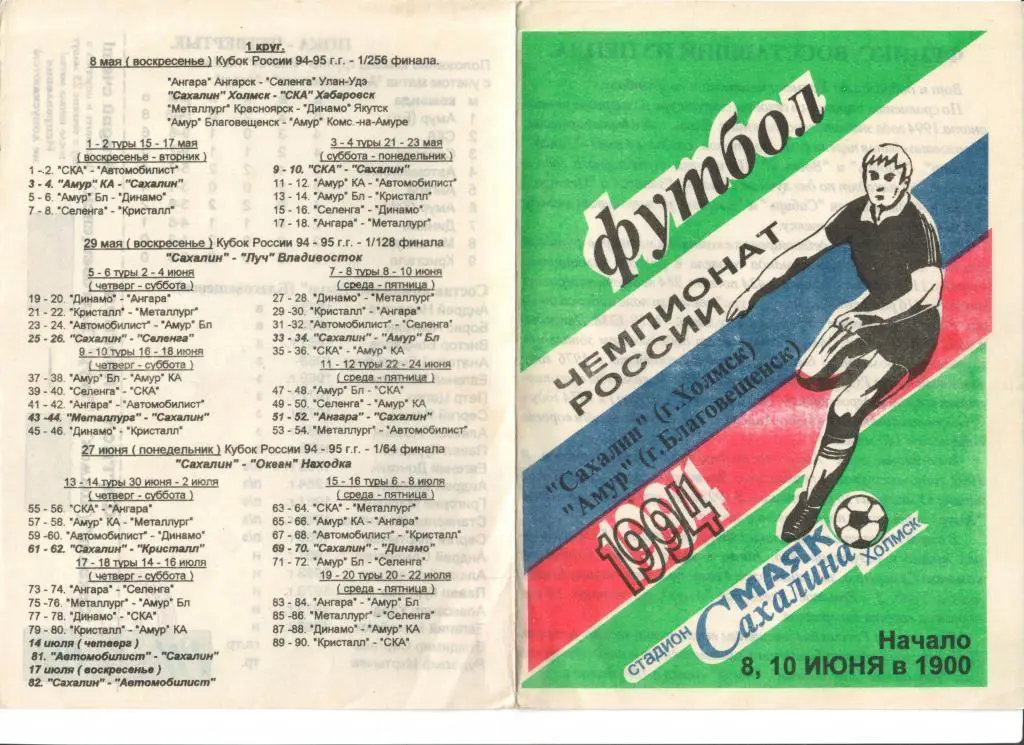 1 круг.
8 мая ( воскресенье ) Кубок России 94-95 г.г. - 1/256 финала.
"Ангара" Ангарск - "Селенга" Улан-Удэ
"Сахалин" Холмск - "СКА" Хабаровск
"Металлург" Красноярск - "Динамо" Якутск
"Амур" Благовещенск - "Амур" Комс.-на-Амуре
1 - 2 туры 15 - 17 мая
( воскресенье - вторник )
1 -.2. "СКА" - "Автомобилист"
3 - 4. "Амур" КА - "Сахалин"
5 - 6. "Амур" Бл - "Динамо"
7 - 8. "Селенга" - "Кристалл"
3 - 4 туры 21 - 23 мая
( суббота - понедельник )
9 - 10. "СКА" - "Сахалин"
11 - 12. "Амур" КА - "Автомобилист"
13 - 14. "Амур" Бл - "Кристалл"
15 - 16. "Селенга" - "Динамо"
17 - 18. "Ангара" - "Металлург"
29 мая ( воскресенье ) Кубок России 94 - 95 г.г. - 1/128 финала
"Сахалин" - "Луч" Владивосток
5 - 6 туры 2 - 4 июня
( четверг - суббота )
19 - 20. "Динамо" - "Ангара"
21 - 22. "Кристалл" - "Металлург"
23 - 24. "Автомобилист" - "Амур" Бл
25 - 26. "Сахалин" - "Селенга"
7 - 8 туры 8 - 10 июня
( среда - пятница )
27 - 28. "Динамо" - "Металлург"
29 -30. "Кристалл" - "Ангара"
31 -32. "Автомобилист" - "Селенга"
33 - 34. "Сахалин" - "Амур" Бл
35 - 36. "СКА" - "Амур" КА
9 - 10 туры 16 - 18 июня
( четверг - суббота )
37 - 38. "Амур" Бл - "Амур" КА
39 - 40. "Селенга" - "СКА"
41 - 42. "Ангара" - "Автомобилист"
43 -44. "Металлура" - "Сахалин"
45 - 46. "Динамо" - "Кристалл"
11 - 12 туры 22 - 24 июня
( среда - пятница )
47 - 48. "Амур" Бл - "СКА"
49 - 50. "Селенга" - "Амур" КА
51 - 52. "Ангара" - "Сахалин"
53 - 54. "Металлург" - "Автомобилист"
27 июня ( понедельник ) Кубок России 94 - 95 г.г. - 1/64 финала
"Сахалин" - "Океан" Находка
13 - 14 туры 30 июня - 2 июля
( четверг - суббота )
55 - 56. "СКА" - "Ангара"
57 - 58. "Амур" КА - "Металлург"
59 -60. "Автомобилист" - "Динамо"
61 - 62. "Сахалин" - "Кристалл"
15 - 16 туры 6 - 8 июля
( среда - пятница )
63 - 64. "СКА" - "Металлург"
65 - 66. "Амур" КА - "Ангара"
67 - 68. "Автомобилист" - "Кристалл"
69 - 70. "Сахалин" - "Динамо"
71 - 72. "Амур" Бл - "Селенга"
17 - 18 туры 14 - 16 июля
( четверг - суббота )
73 - 74. "Ангара" - "Селенга"
75 -76. "Металлург" - "Амур" Бл
77 - 78. "Динамо" - "СКА"
79 - 80. "Кристалл" - "Амур" КА
14 июля ( четверг )
81. "Автомобилист" - "Сахалин"
17 июля ( воскресенье )
82. "Сахалин" - "Автомобилист"
19 - 20 туры 20 - 22 июля
( среда - пятница )
83 - 84. "Ангара" - "Амур" Бл
85 -86. "Металлург" - "Селенга"
87 -88. "Динамо" - "Амур" КА
89 - 90. "Кристалл" - "СКА"
футбол
ЧЕМПИОНАТ
РОССИИ
"Сахалин" (г.Холмск)
"Амур" (г.Благовещенск)
1994
СТАДИОН
МАЯК
Сахалина
ХОЛМСК
Начало
8, 10 ИЮНЯ в 1900